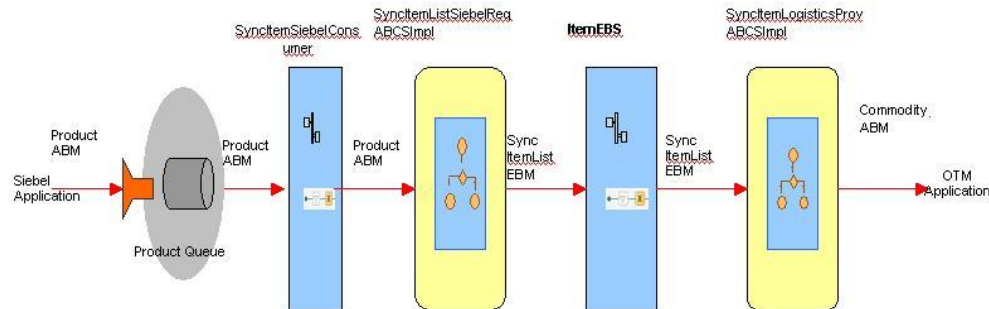 SyncItemSiebelCons
umer
SyncItemListSiebelReq
ABCSImpl
ItemEBS
SyncItemLogisticsProv
ABCSImpl
Product
ABM
Siebel
Application
Product Queue
Product
ABM
Product
ABM
Sync
ItemList
EBM
Sync
ItemList
EBM
Commodity
ABM
OTM
Application